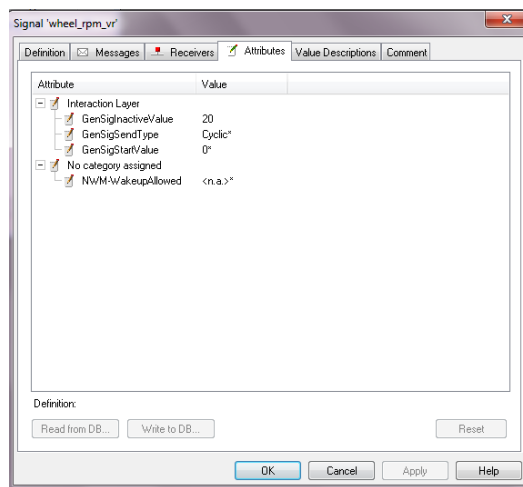 Signal 'wheel_rpm_vr'
Definition Messages Receivers Attributes Value Descriptions Comment
Attribute Value
Interaction Layer
GenSigInactiveValue 20
GenSigSendType Cyclic*
GenSigStartValue 0*
No category assigned
NWM-WakeupAllowed <n.a.>*
Definition:
Read from DB... Write to DB... Reset
OK Cancel Apply Help